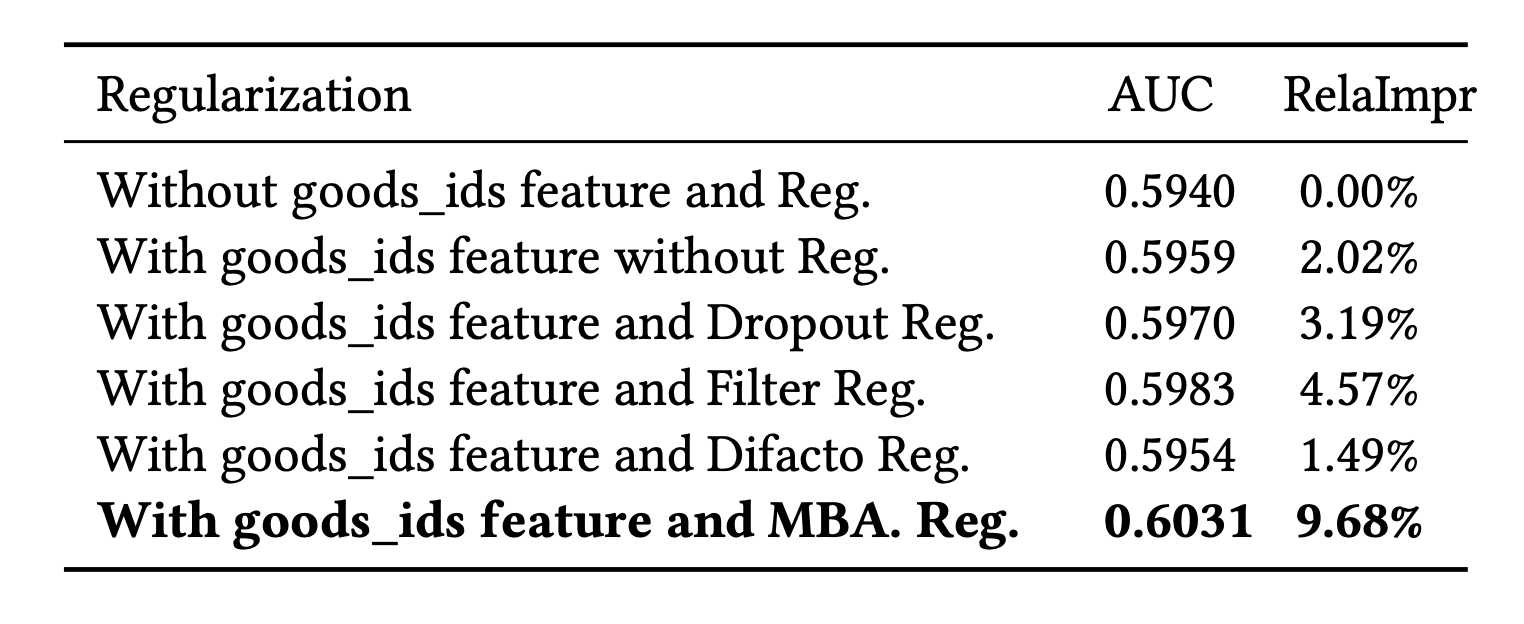 Regularization AUC RelaImpr
Without goods_ids feature and Reg. 0.5940 0.00%
With goods_ids feature without Reg. 0.5959 2.02%
With goods_ids feature and Dropout Reg. 0.5970 3.19%
With goods_ids feature and Filter Reg. 0.5983 4.57%
With goods_ids feature and Difacto Reg. 0.5954 1.49%
With goods_ids feature and MBA. Reg. 0.6031 9.68%